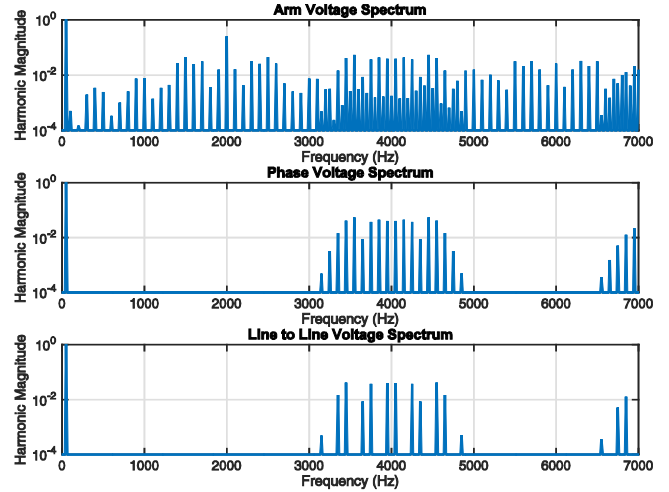 Arm Voltage Spectrum
Harmonic Magnitude
10^0
10^-2
10^-4
0 1000 2000 3000 4000 5000 6000 7000
Frequency (Hz)
Phase Voltage Spectrum
Harmonic Magnitude
10^0
10^-2
10^-4
0 1000 2000 3000 4000 5000 6000 7000
Frequency (Hz)
Line to Line Voltage Spectrum
Harmonic Magnitude
10^0
10^-2
10^-4
0 1000 2000 3000 4000 5000 6000 7000
Frequency (Hz)